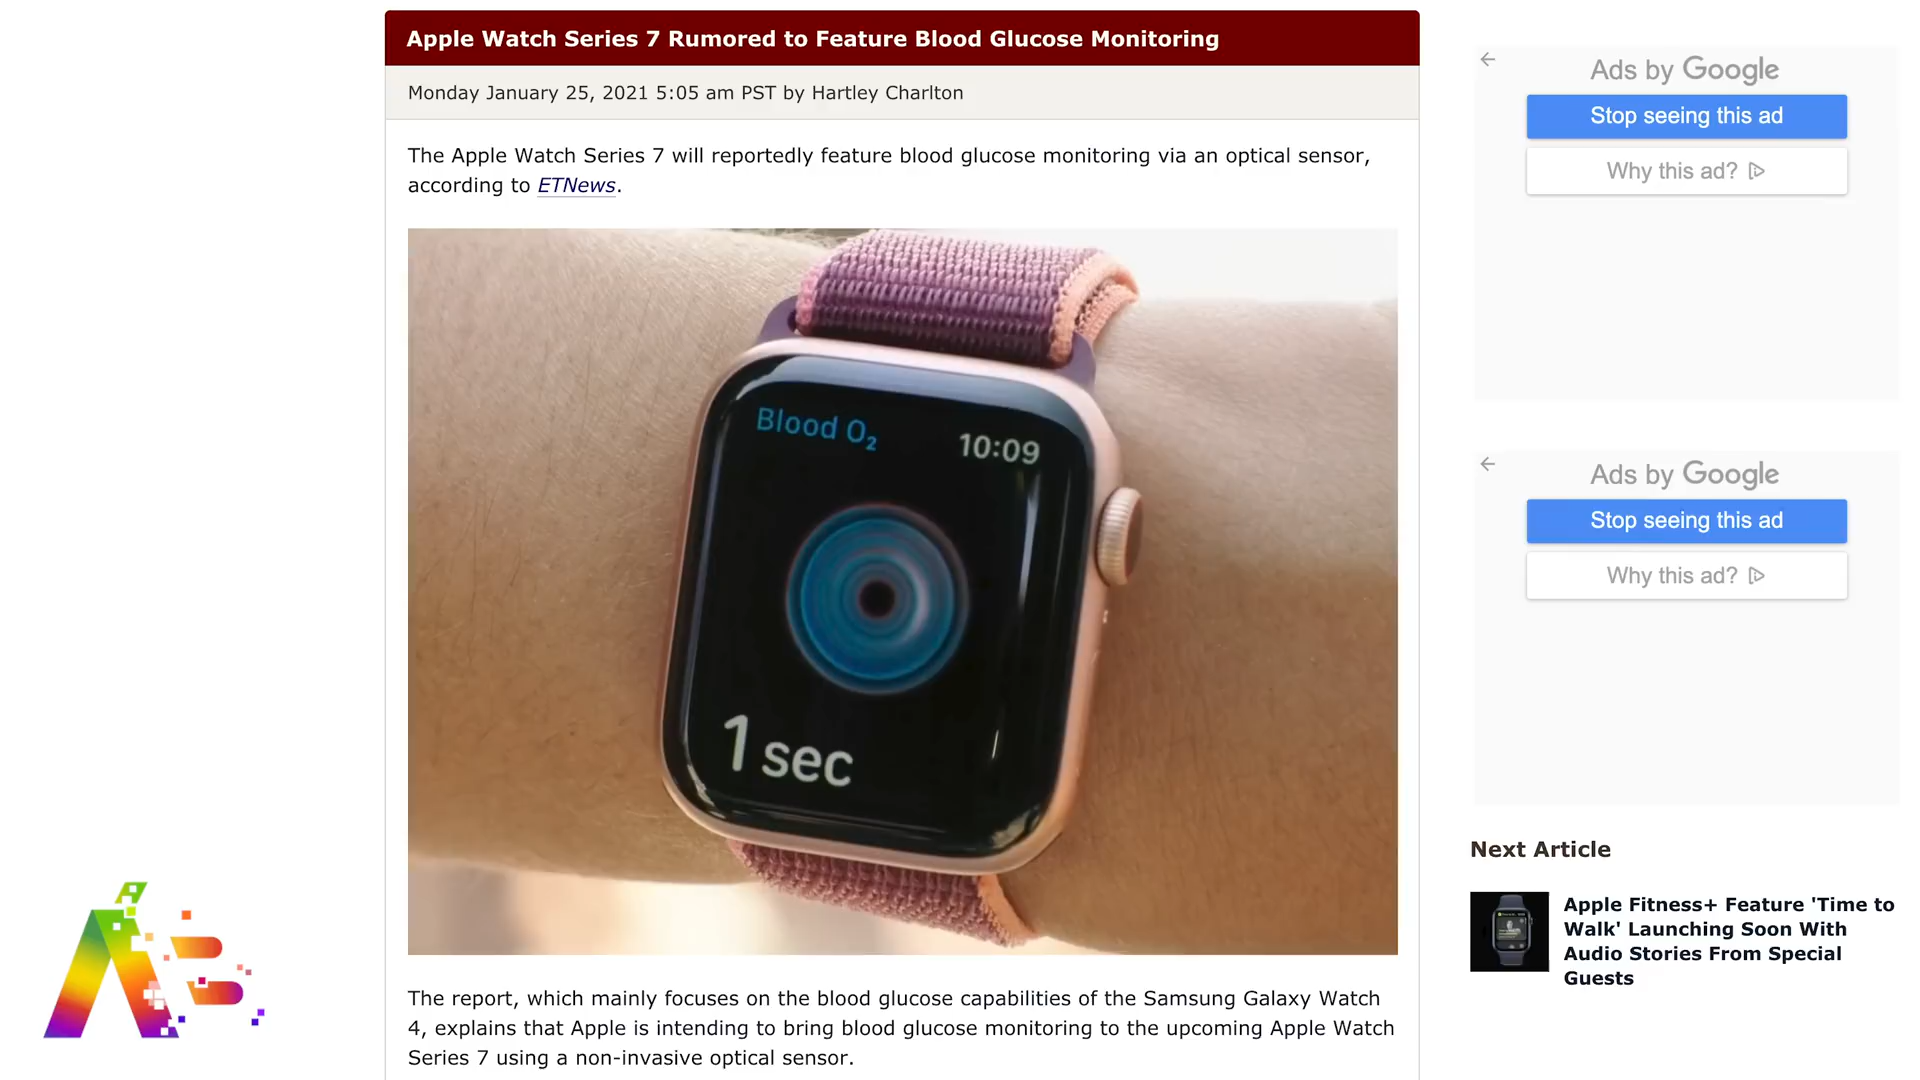 Apple Watch Series 7 Rumored to Feature Blood Glucose Monitoring
Monday January 25, 2021 5:05 am PST by Hartley Charlton
The Apple Watch Series 7 will reportedly feature blood glucose monitoring via an optical sensor,
according to ETNews.
Blood O₂
10:09
1 sec
The report, which mainly focuses on the blood glucose capabilities of the Samsung Galaxy Watch
4, explains that Apple is intending to bring blood glucose monitoring to the upcoming Apple Watch
Series 7 using a non-invasive optical sensor.
Ads by Google
Stop seeing this ad
Why this ad?
Ads by Google
Stop seeing this ad
Why this ad?
Next Article
Apple Fitness+ Feature 'Time to
Walk' Launching Soon With
Audio Stories From Special
Guests